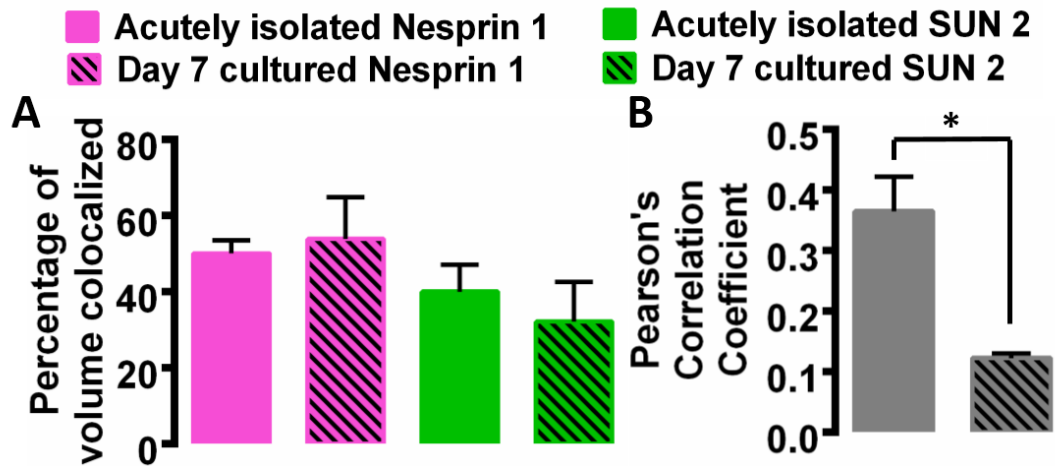 Acutely isolated Nesprin 1
Acutely isolated SUN 2
Day 7 cultured Nesprin 1
Day 7 cultured SUN 2
A
Percentage of
volume colocalized
80
60
40
20
0
B
Pearson's
Correlation
Coefficient
0.5
0.4
0.3
0.2
0.1
0.0
*